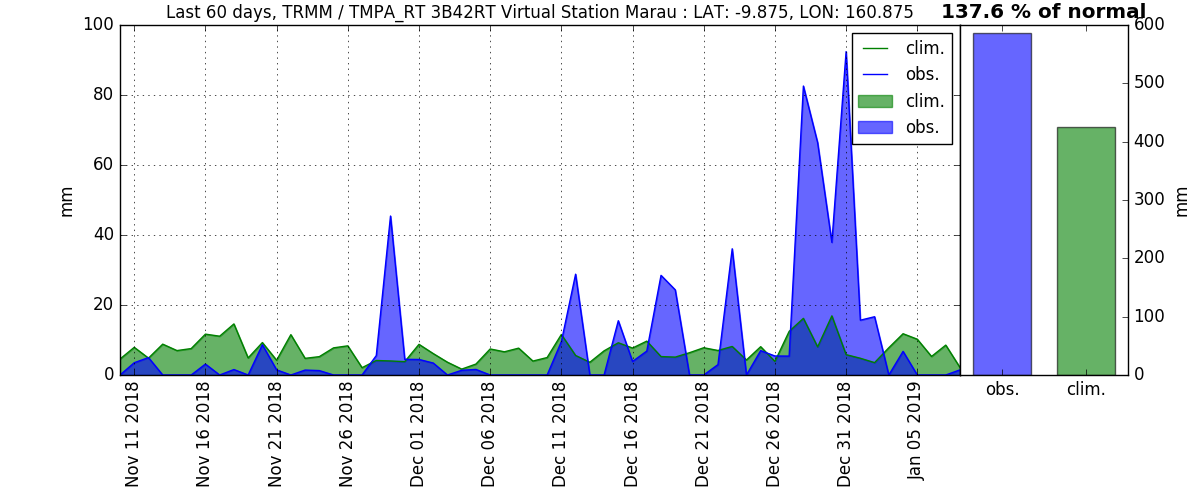 Last 60 days, TRMM / TMPA_RT 3B42RT Virtual Station Marau : LAT: -9.875, LON: 160.875
137.6 % of normal
100
80
60
40
20
0
mm
clim.
obs.
clim.
obs.
600
500
400
300
200
100
0
mm
Nov 11 2018
Nov 16 2018
Nov 21 2018
Nov 26 2018
Dec 01 2018
Dec 06 2018
Dec 11 2018
Dec 16 2018
Dec 21 2018
Dec 26 2018
Dec 31 2018
Jan 05 2019
obs.
clim.